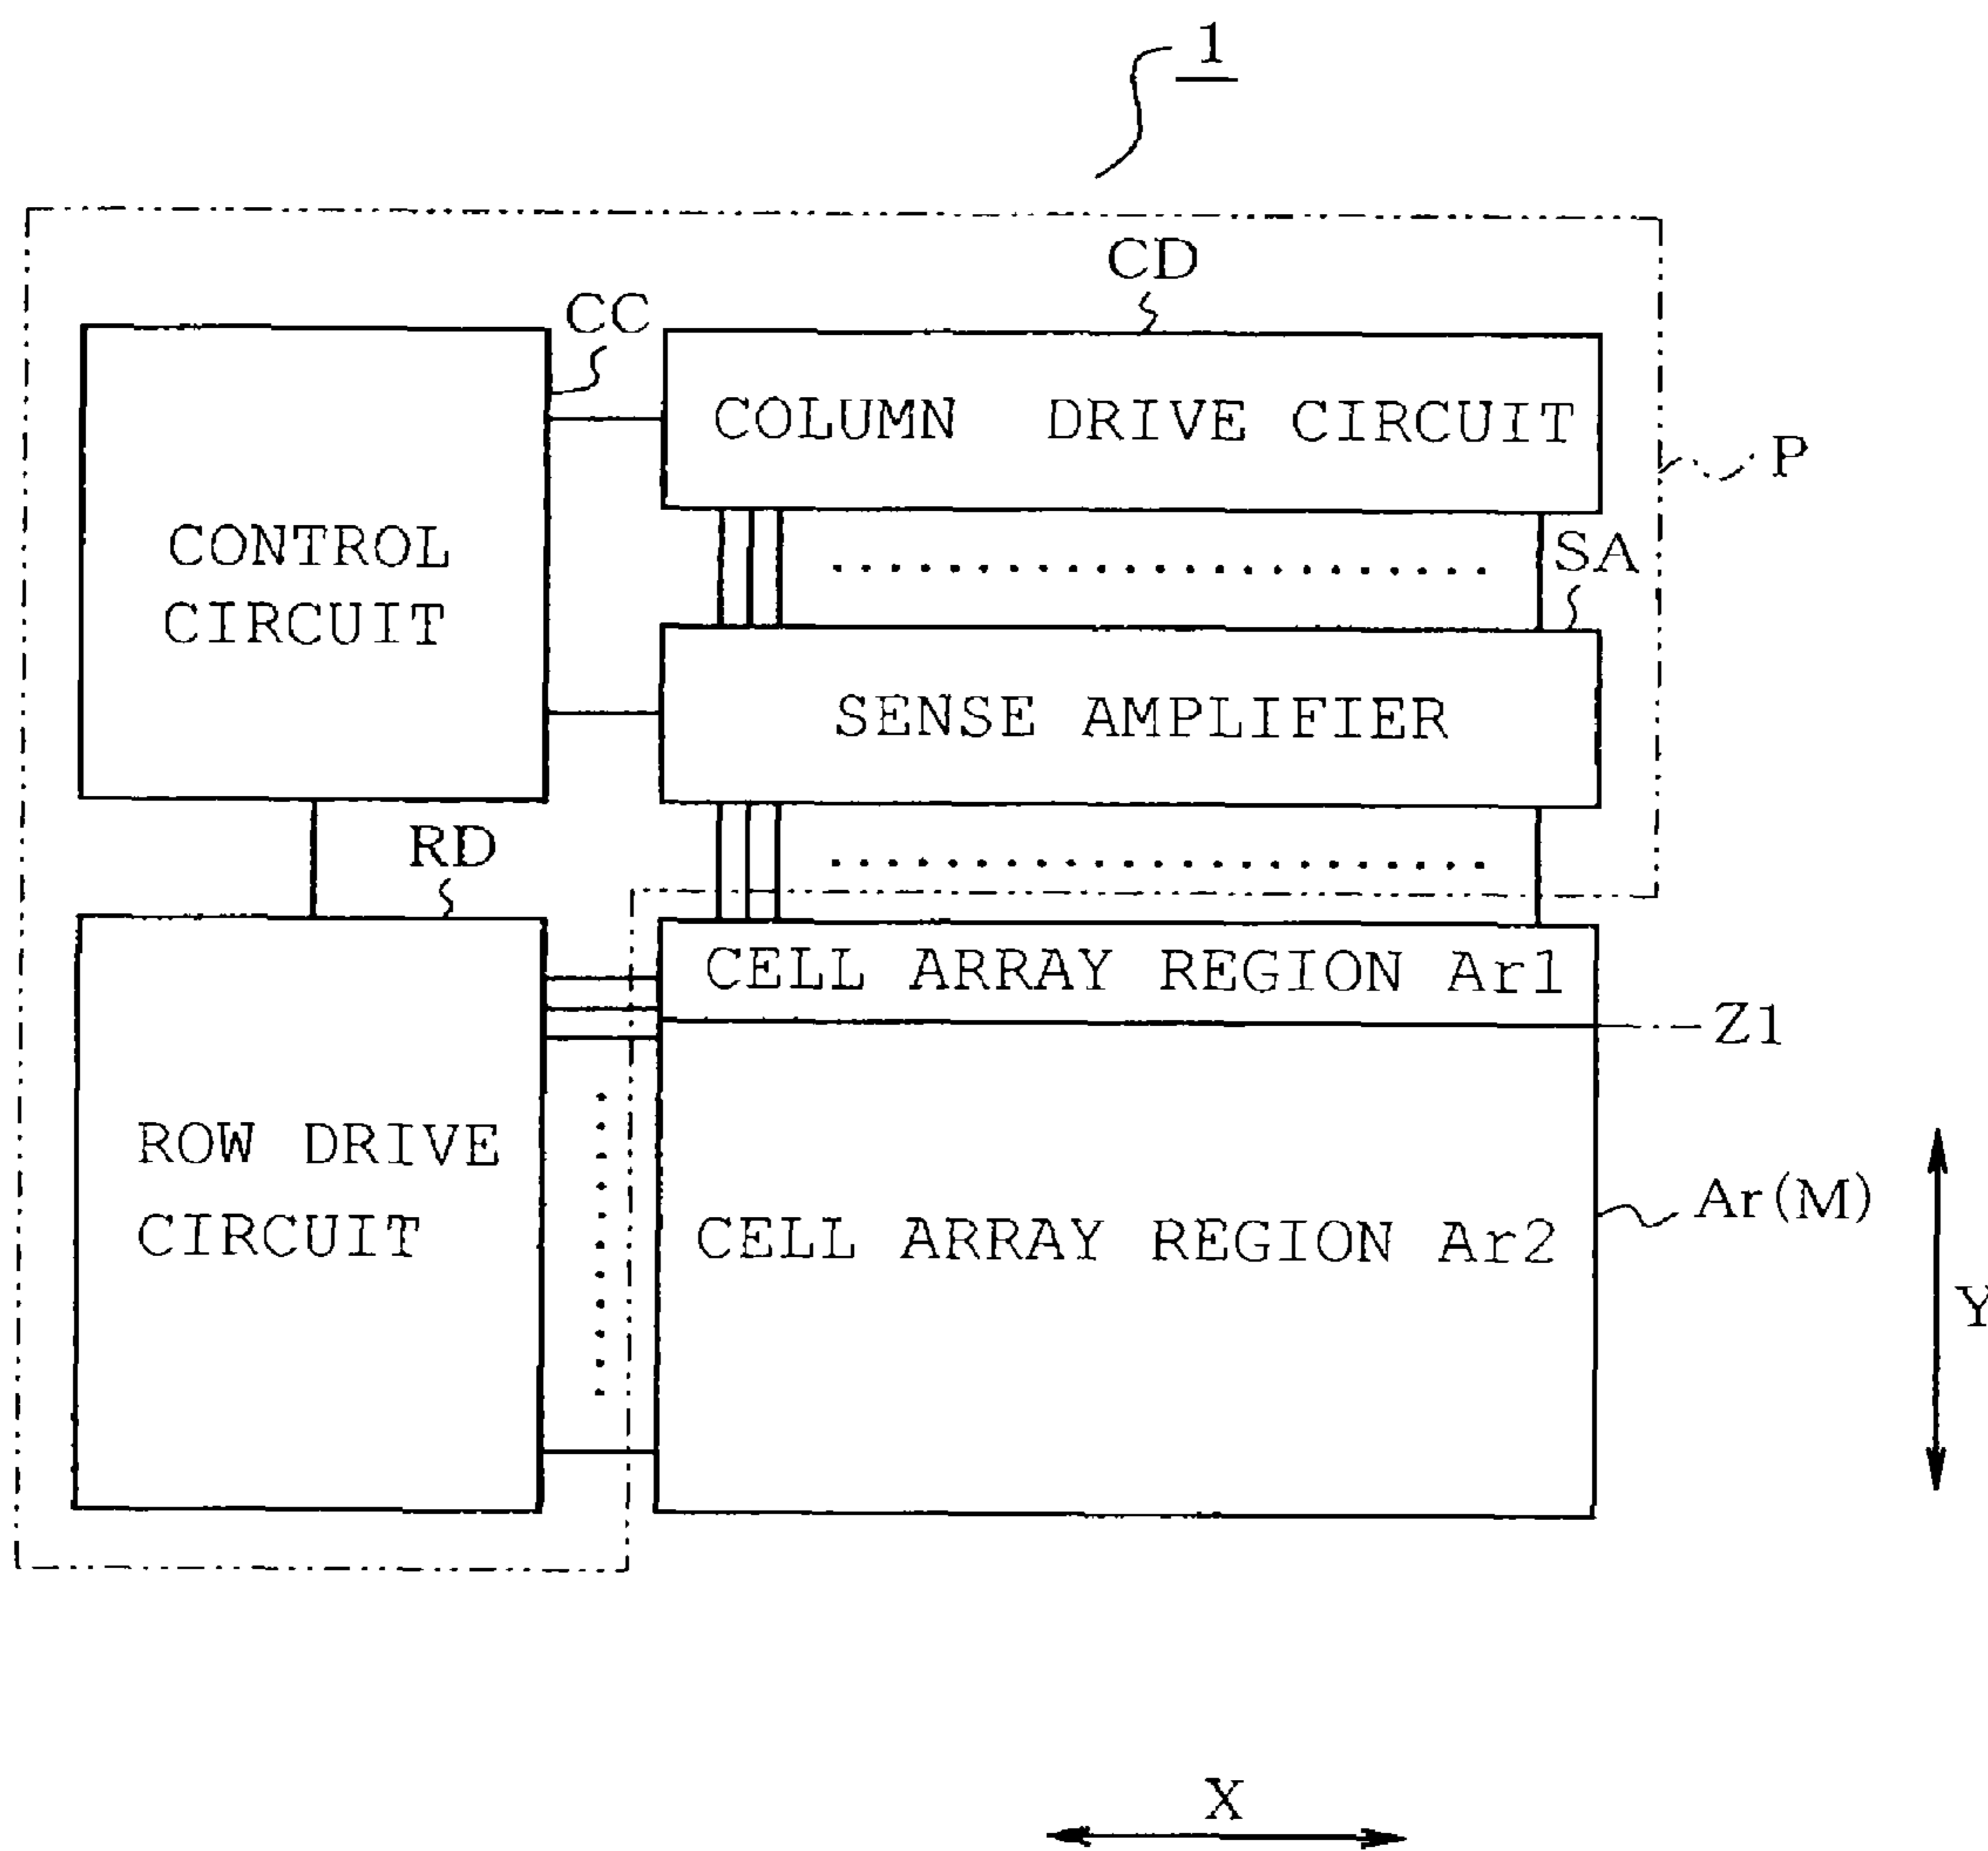 1
CD
CC
COLUMN DRIVE CIRCUIT
P
CONTROL
CIRCUIT
SA
SENSE AMPLIFIER
RD
CELL ARRAY REGION Ar1
Z1
ROW DRIVE
CIRCUIT
Ar(M)
CELL ARRAY REGION Ar2
Y
X